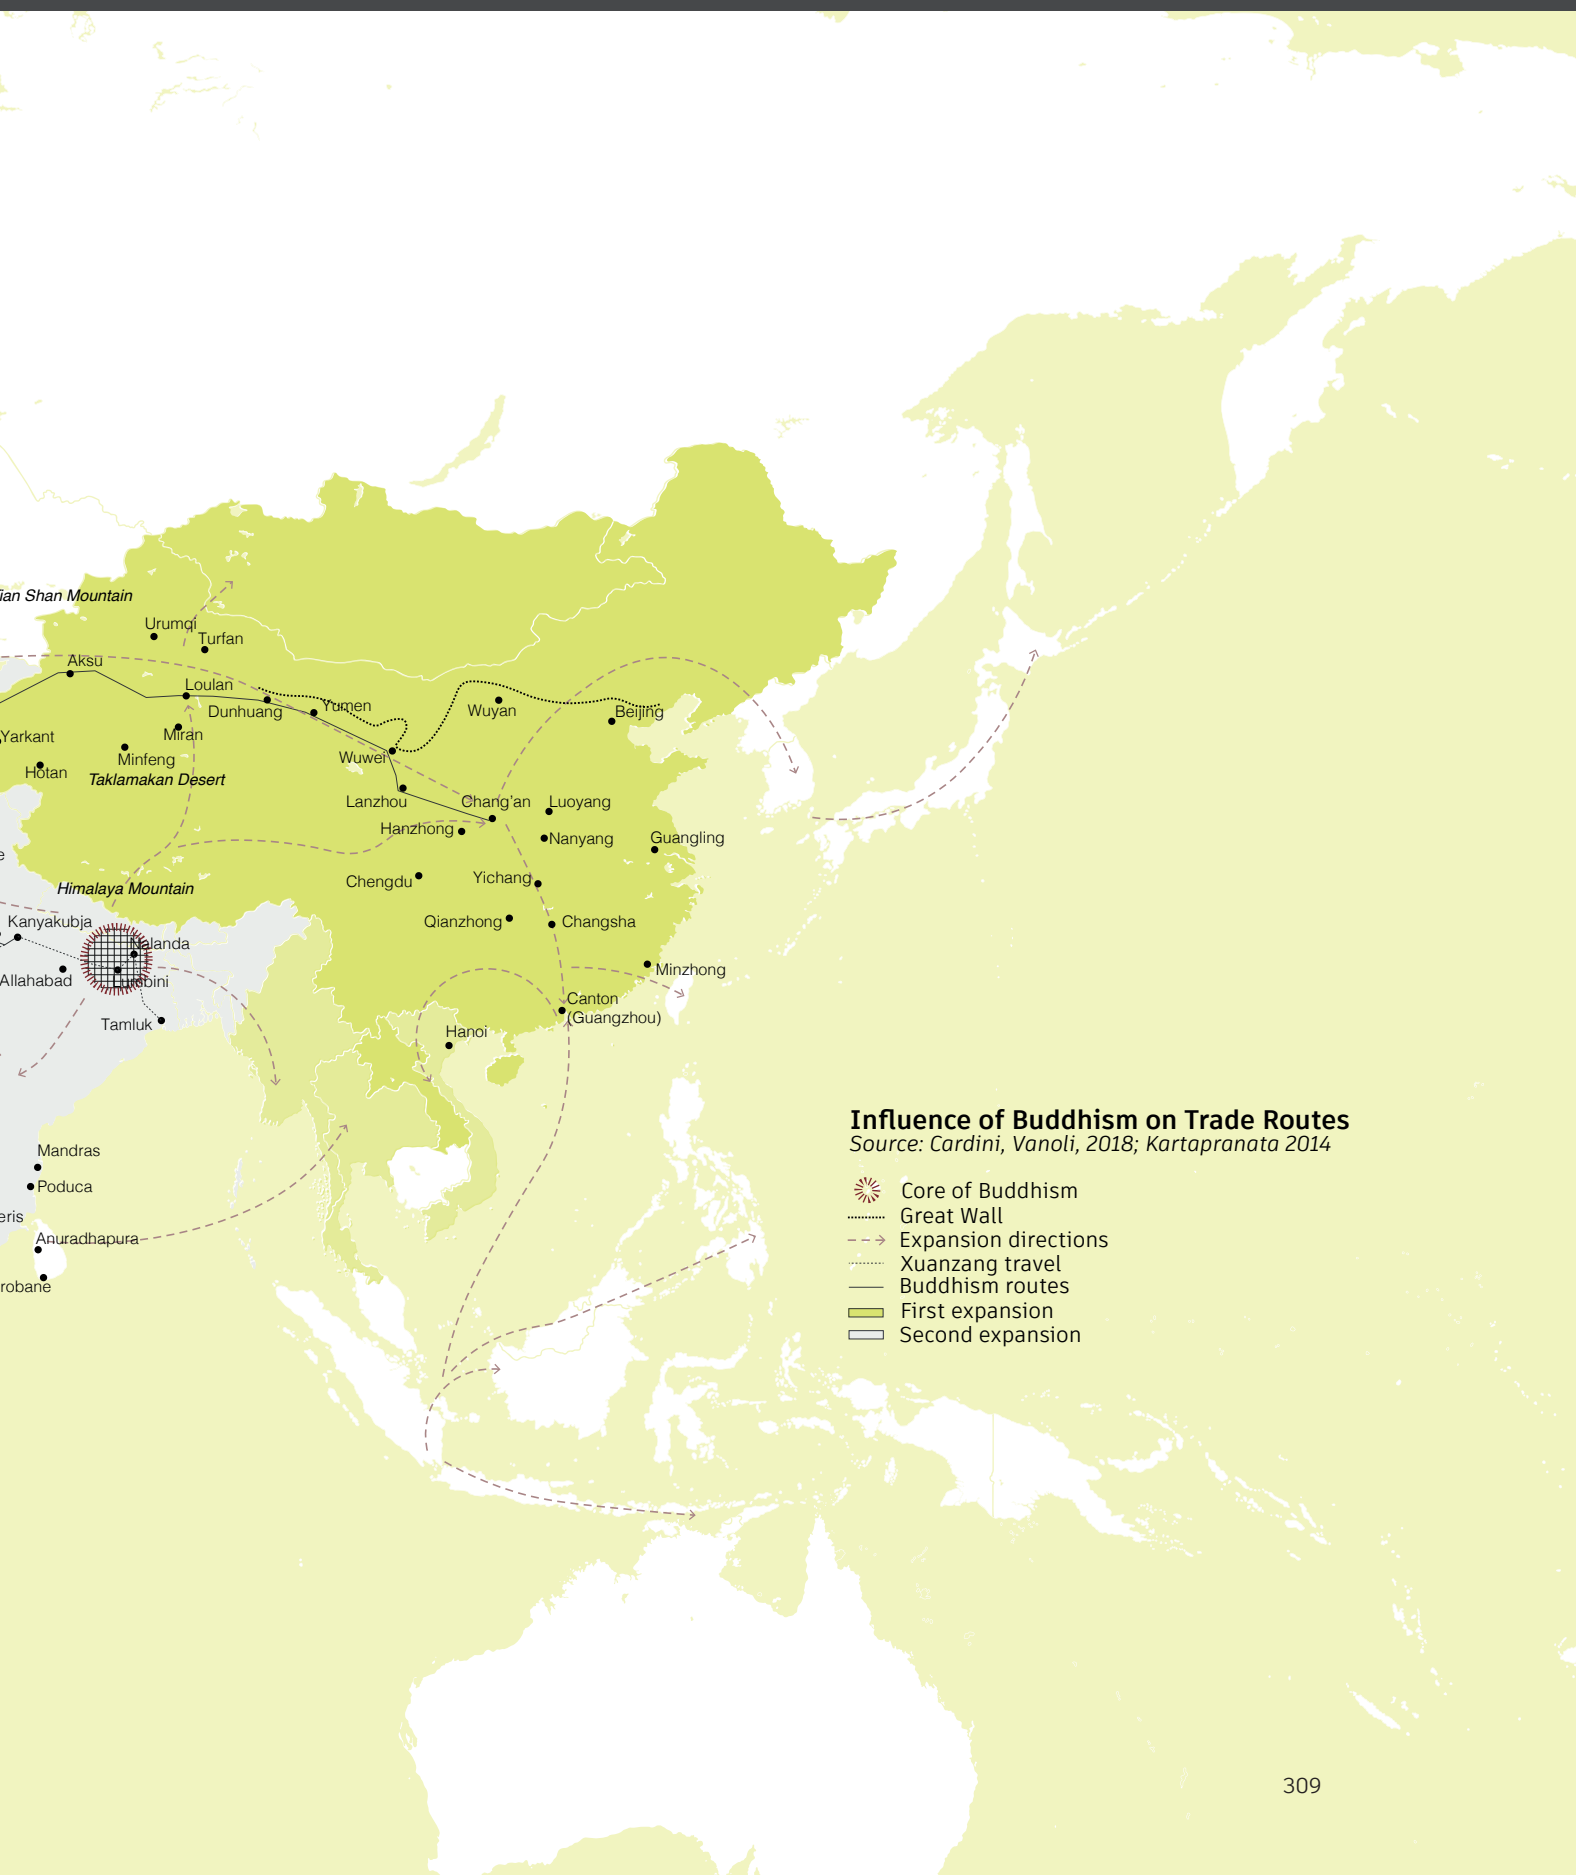 ian Shan Mountain
Urumqi
Turfan
Aksu
Loulan
Dunhuang
Yumen
Wuyan
Beijing
Yarkant
Miran
Minfeng
Hotan
Taklamakan Desert
Wuwei
Lanzhou
Chang'an
Luoyang
Hanzhong
Nanyang
Guangling
e
Chengdu
Yichang
Himalaya Mountain
Kanyakubja
Qianzhong
Changsha
Nalanda
Allahabad
Lumbini
Minzhong
Canton
(Guangzhou)
Tamluk
Hanoi
Mandras
Poduca
eris
Anuradhapura
robane
Influence of Buddhism on Trade Routes
Source: Cardini, Vanoli, 2018; Kartapranata 2014
Core of Buddhism
Great Wall
Expansion directions
Xuanzang travel
Buddhism routes
First expansion
Second expansion
309